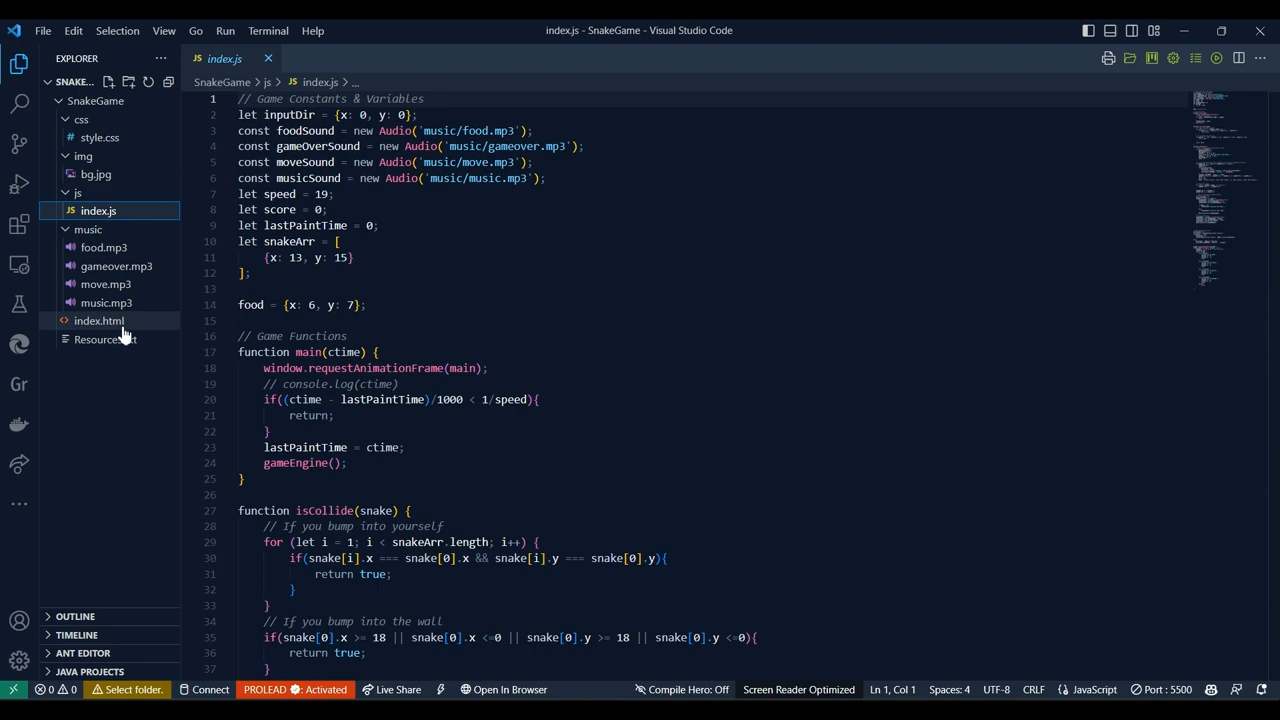 File Edit Selection View Go Run Terminal Help
index.js - SnakeGame - Visual Studio Code
EXPLORER
SNAKE...
SnakeGame
css
# style.css
img
bg.jpg
js
JS index.js
music
food.mp3
gameover.mp3
move.mp3
music.mp3
index.html
OUTLINE
TIMELINE
ANT EDITOR
JAVA PROJECTS
Gr
JS index.js
SnakeGame > js > JS index.js > ...
1 // Game Constants & Variables
2 let inputDir = {x: 0, y: 0};
3 const foodSound = new Audio('music/food.mp3');
4 const gameOverSound = new Audio('music/gameover.mp3');
5 const moveSound = new Audio('music/move.mp3');
6 const musicSound = new Audio('music/music.mp3');
7 let speed = 19;
8 let score = 0;
9 let lastPaintTime = 0;
10 let snakeArr = [
11 {x: 13, y: 15}
12 ];
13
14 food = {x: 6, y: 7};
15
16 // Game Functions
17 function main(ctime) {
18 window.requestAnimationFrame(main);
19 // console.log(ctime)
20 if((ctime - lastPaintTime)/1000 < 1/speed){
21 return;
22 }
23 lastPaintTime = ctime;
24 gameEngine();
25 }
26
27 function isCollide(snake) {
28 // If you bump into yourself
29 for (let i = 1; i < snakeArr.length; i++) {
30 if(snake[i].x === snake[0].x && snake[i].y === snake[0].y){
31 return true;
32 }
33 }
34 // If you bump into the wall
35 if(snake[0].x >= 18 || snake[0].x <=0 || snake[0].y >= 18 || snake[0].y <=0){
36 return true;
37 }
0 0 Select folder. Connect PROLEAD : Activated Live Share Open In Browser
Compile Hero: Off Screen Reader Optimized Ln 1, Col 1 Spaces: 4 UTF-8 CRLF {} JavaScript Port : 5500